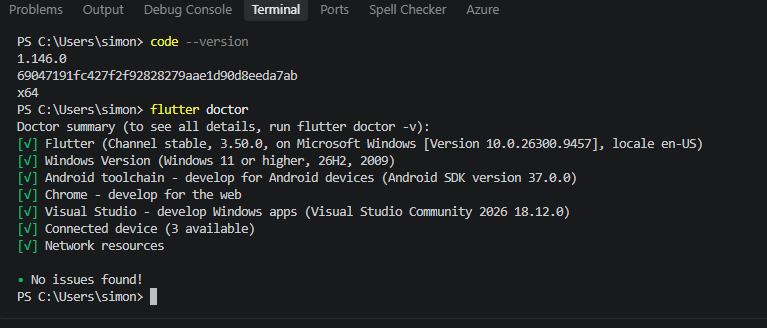 Problems Output Debug Console Terminal Ports Spell Checker Azure
PS C:\Users\simon> code --version
1.146.0
69047191fc427f2f92828279aae1d90d8eeda7ab
x64
PS C:\Users\simon> flutter doctor
Doctor summary (to see all details, run flutter doctor -v):
[√] Flutter (Channel stable, 3.50.0, on Microsoft Windows [Version 10.0.26300.9457], locale en-US)
[√] Windows Version (Windows 11 or higher, 26H2, 2009)
[√] Android toolchain - develop for Android devices (Android SDK version 37.0.0)
[√] Chrome - develop for the web
[√] Visual Studio - develop Windows apps (Visual Studio Community 2026 18.12.0)
[√] Connected device (3 available)
[√] Network resources
• No issues found!
PS C:\Users\simon>